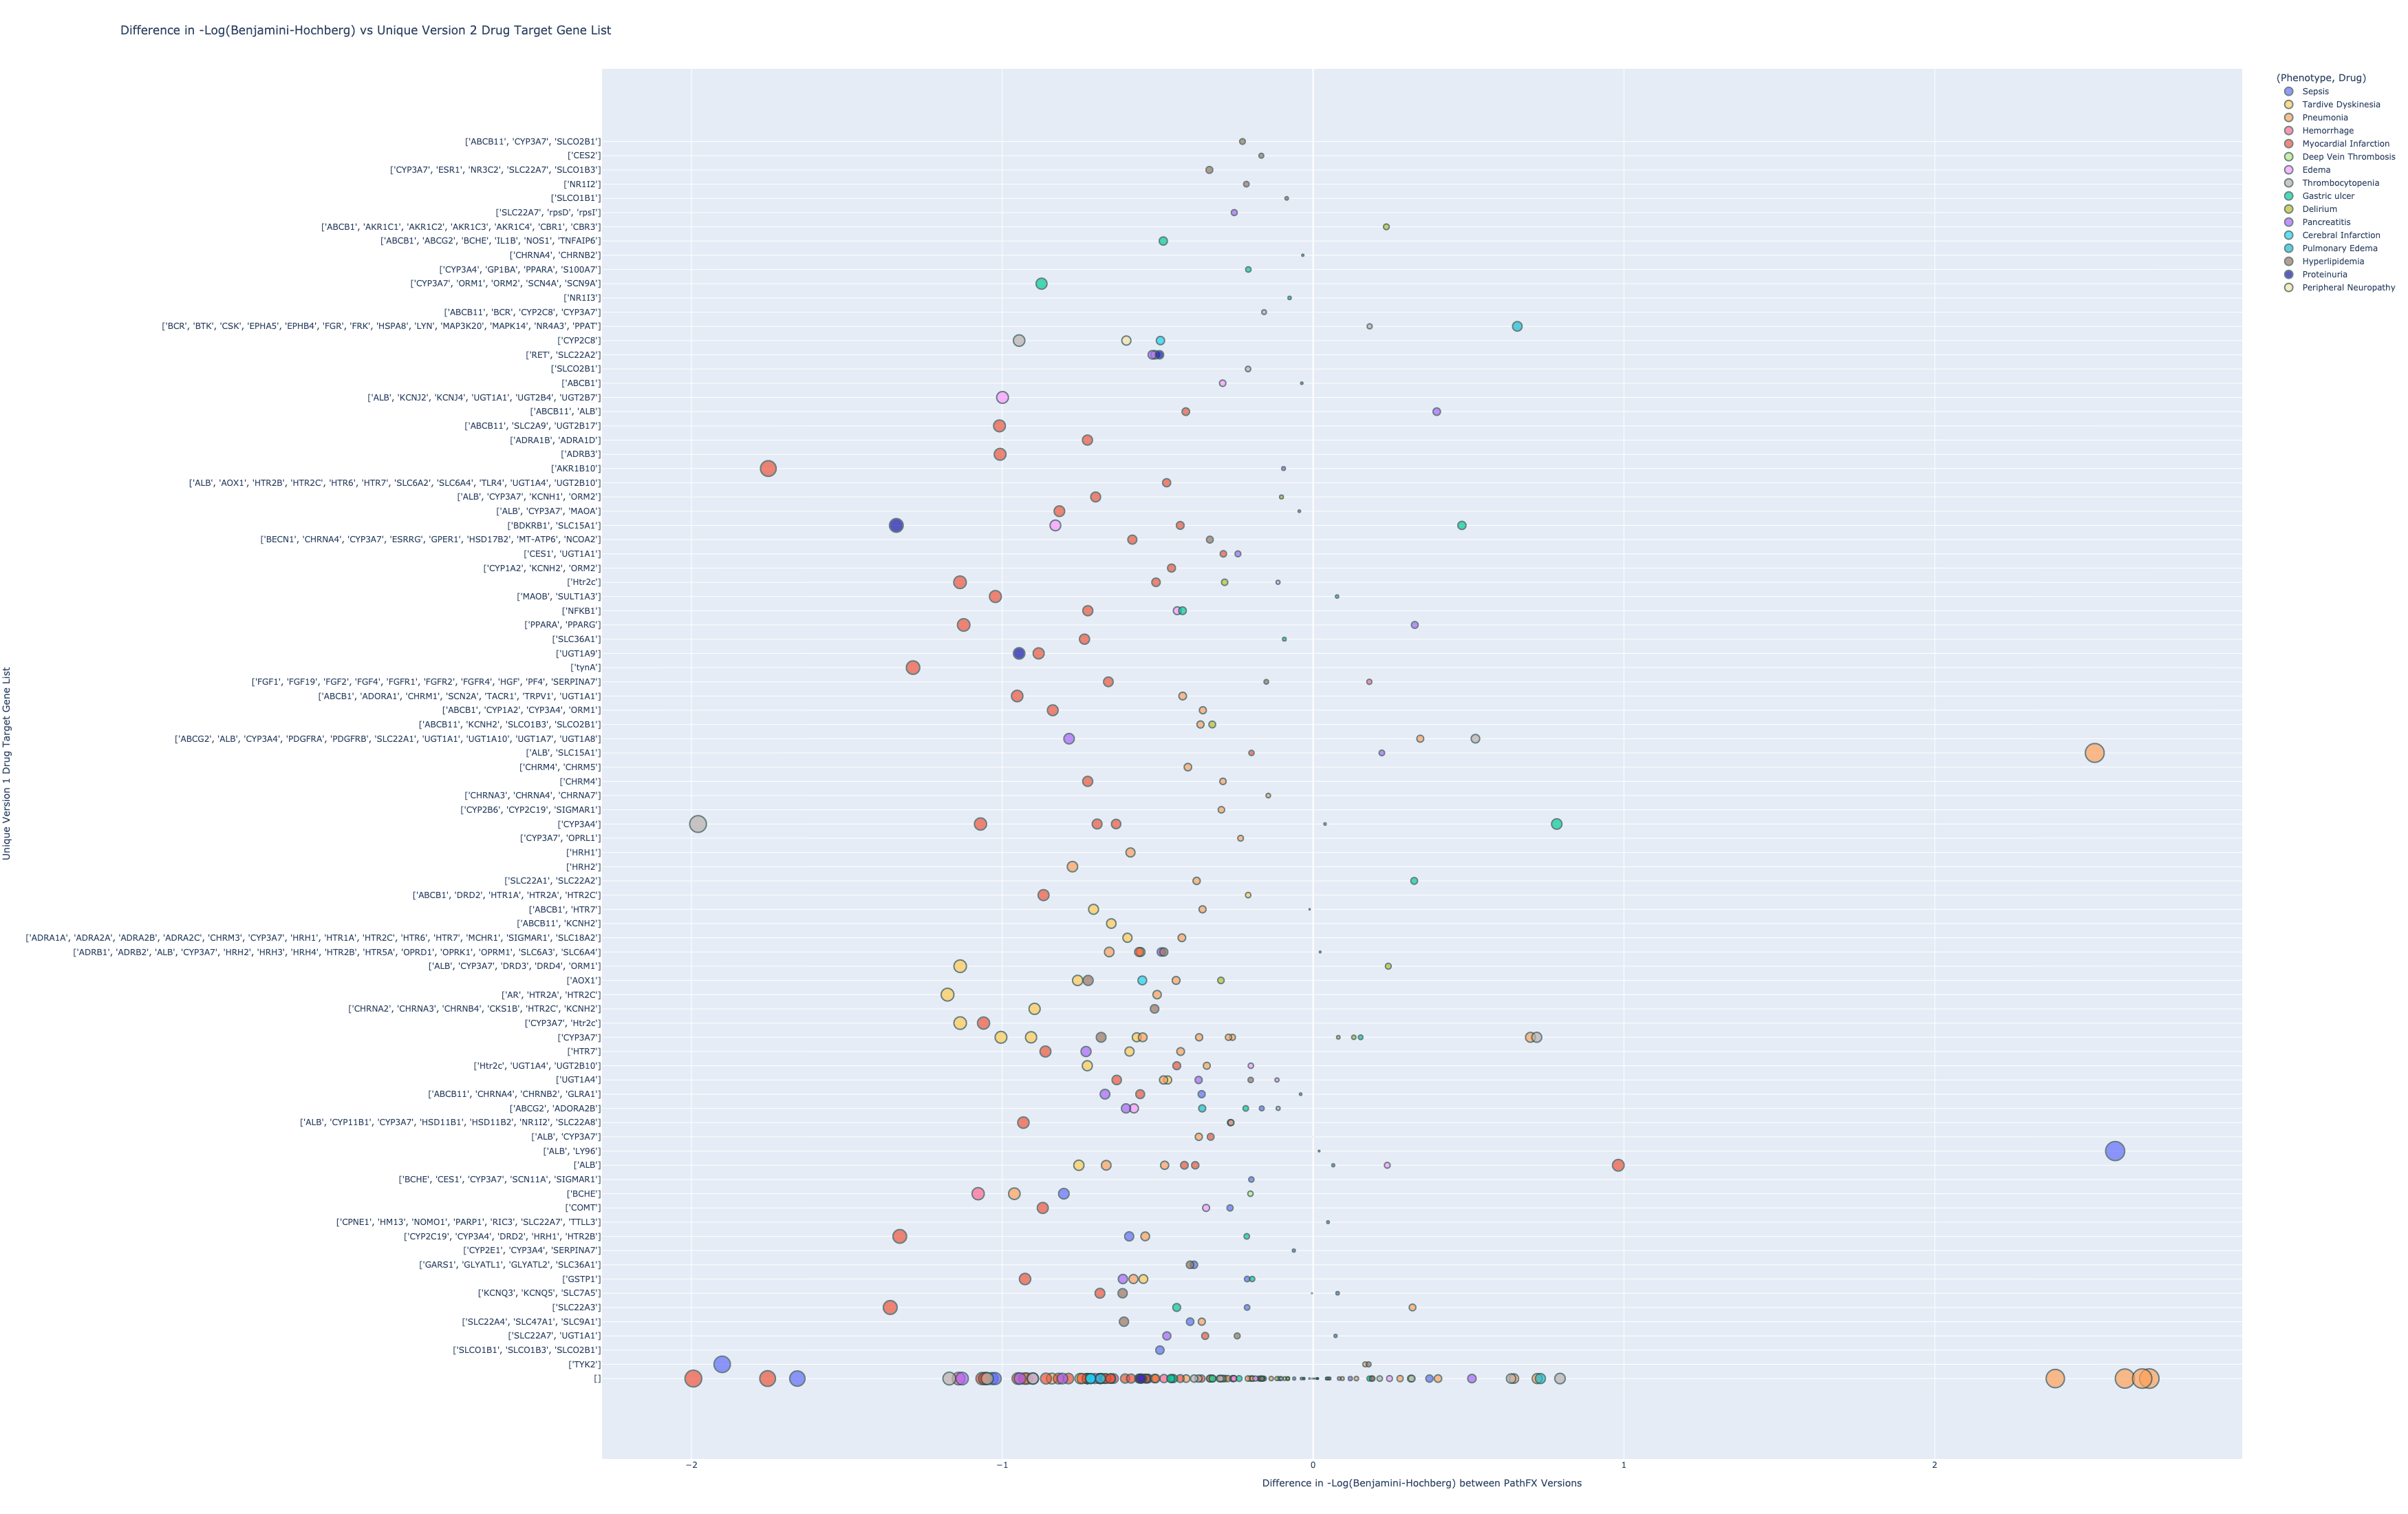 Difference in -Log(Benjamini-Hochberg) vs Unique Version 2 Drug Target Gene List
(Phenotype, Drug)
Sepsis
Tardive Dyskinesia
Pneumonia
Hemorrhage
Myocardial Infarction
Deep Vein Thrombosis
Edema
Thrombocytopenia
Gastric ulcer
Delirium
Pancreatitis
Cerebral Infarction
Pulmonary Edema
Hyperlipidemia
Proteinuria
Peripheral Neuropathy
Unique Version 1 Drug Target Gene List
['ABCB11', 'CYP3A7', 'SLCO2B1']
['CES2']
['CYP3A7', 'ESR1', 'NR3C2', 'SLC22A7', 'SLCO1B3']
['NR1I2']
['SLCO1B1']
['SLC22A7', 'rpsD', 'rpsI']
['ABCB1', 'AKR1C1', 'AKR1C2', 'AKR1C3', 'AKR1C4', 'CBR1', 'CBR3']
['ABCB1', 'ABCG2', 'BCHE', 'IL1B', 'NOS1', 'TNFAIP6']
['CHRNA4', 'CHRNB2']
['CYP3A4', 'GP1BA', 'PPARA', 'S100A7']
['CYP3A7', 'ORM1', 'ORM2', 'SCN4A', 'SCN9A']
['NR1I3']
['ABCB11', 'BCR', 'CYP2C8', 'CYP3A7']
['BCR', 'BTK', 'CSK', 'EPHA5', 'EPHB4', 'FGR', 'FRK', 'HSPA8', 'LYN', 'MAP3K20', 'MAPK14', 'NR4A3', 'PPAT']
['CYP2C8']
['RET', 'SLC22A2']
['SLCO2B1']
['ABCB1']
['ALB', 'KCNJ2', 'KCNJ4', 'UGT1A1', 'UGT2B4', 'UGT2B7']
['ABCB11', 'ALB']
['ABCB11', 'SLC2A9', 'UGT2B17']
['ADRA1B', 'ADRA1D']
['ADRB3']
['AKR1B10']
['ALB', 'AOX1', 'HTR2B', 'HTR2C', 'HTR6', 'HTR7', 'SLC6A2', 'SLC6A4', 'TLR4', 'UGT1A4', 'UGT2B10']
['ALB', 'CYP3A7', 'KCNH1', 'ORM2']
['ALB', 'CYP3A7', 'MAOA']
['BDKRB1', 'SLC15A1']
['BECN1', 'CHRNA4', 'CYP3A7', 'ESRRG', 'GPER1', 'HSD17B2', 'MT-ATP6', 'NCOA2']
['CES1', 'UGT1A1']
['CYP1A2', 'KCNH2', 'ORM2']
['Htr2c']
['MAOB', 'SULT1A3']
['NFKB1']
['PPARA', 'PPARG']
['SLC36A1']
['UGT1A9']
['tynA']
['FGF1', 'FGF19', 'FGF2', 'FGF4', 'FGFR1', 'FGFR2', 'FGFR4', 'HGF', 'PF4', 'SERPINA7']
['ABCB1', 'ADORA1', 'CHRM1', 'SCN2A', 'TACR1', 'TRPV1', 'UGT1A1']
['ABCB1', 'CYP1A2', 'CYP3A4', 'ORM1']
['ABCB11', 'KCNH2', 'SLCO1B3', 'SLCO2B1']
['ABCG2', 'ALB', 'CYP3A4', 'PDGFRA', 'PDGFRB', 'SLC22A1', 'UGT1A1', 'UGT1A10', 'UGT1A7', 'UGT1A8']
['ALB', 'SLC15A1']
['CHRM4', 'CHRM5']
['CHRM4']
['CHRNA3', 'CHRNA4', 'CHRNA7']
['CYP2B6', 'CYP2C19', 'SIGMAR1']
['CYP3A4']
['CYP3A7', 'OPRL1']
['HRH1']
['HRH2']
['SLC22A1', 'SLC22A2']
['ABCB1', 'DRD2', 'HTR1A', 'HTR2A', 'HTR2C']
['ABCB1', 'HTR7']
['ABCB11', 'KCNH2']
['ADRA1A', 'ADRA2A', 'ADRA2B', 'ADRA2C', 'CHRM3', 'CYP3A7', 'HRH1', 'HTR1A', 'HTR2C', 'HTR6', 'HTR7', 'MCHR1', 'SIGMAR1', 'SLC18A2']
['ADRB1', 'ADRB2', 'ALB', 'CYP3A7', 'HRH2', 'HRH3', 'HRH4', 'HTR2B', 'HTR5A', 'OPRD1', 'OPRK1', 'OPRM1', 'SLC6A3', 'SLC6A4']
['ALB', 'CYP3A7', 'DRD3', 'DRD4', 'ORM1']
['AOX1']
['AR', 'HTR2A', 'HTR2C']
['CHRNA2', 'CHRNA3', 'CHRNB4', 'CKS1B', 'HTR2C', 'KCNH2']
['CYP3A7', 'Htr2c']
['CYP3A7']
['HTR7']
['Htr2c', 'UGT1A4', 'UGT2B10']
['UGT1A4']
['ABCB11', 'CHRNA4', 'CHRNB2', 'GLRA1']
['ABCG2', 'ADORA2B']
['ALB', 'CYP11B1', 'CYP3A7', 'HSD11B1', 'HSD11B2', 'NR1I2', 'SLC22A8']
['ALB', 'CYP3A7']
['ALB', 'LY96']
['ALB']
['BCHE', 'CES1', 'CYP3A7', 'SCN11A', 'SIGMAR1']
['BCHE']
['COMT']
['CPNE1', 'HM13', 'NOMO1', 'PARP1', 'RIC3', 'SLC22A7', 'TTLL3']
['CYP2C19', 'CYP3A4', 'DRD2', 'HRH1', 'HTR2B']
['CYP2E1', 'CYP3A4', 'SERPINA7']
['GARS1', 'GLYATL1', 'GLYATL2', 'SLC36A1']
['GSTP1']
['KCNQ3', 'KCNQ5', 'SLC7A5']
['SLC22A3']
['SLC22A4', 'SLC47A1', 'SLC9A1']
['SLC22A7', 'UGT1A1']
['SLCO1B1', 'SLCO1B3', 'SLCO2B1']
['TYK2']
[]
−2 −1 0 1 2
Difference in -Log(Benjamini-Hochberg) between PathFX Versions